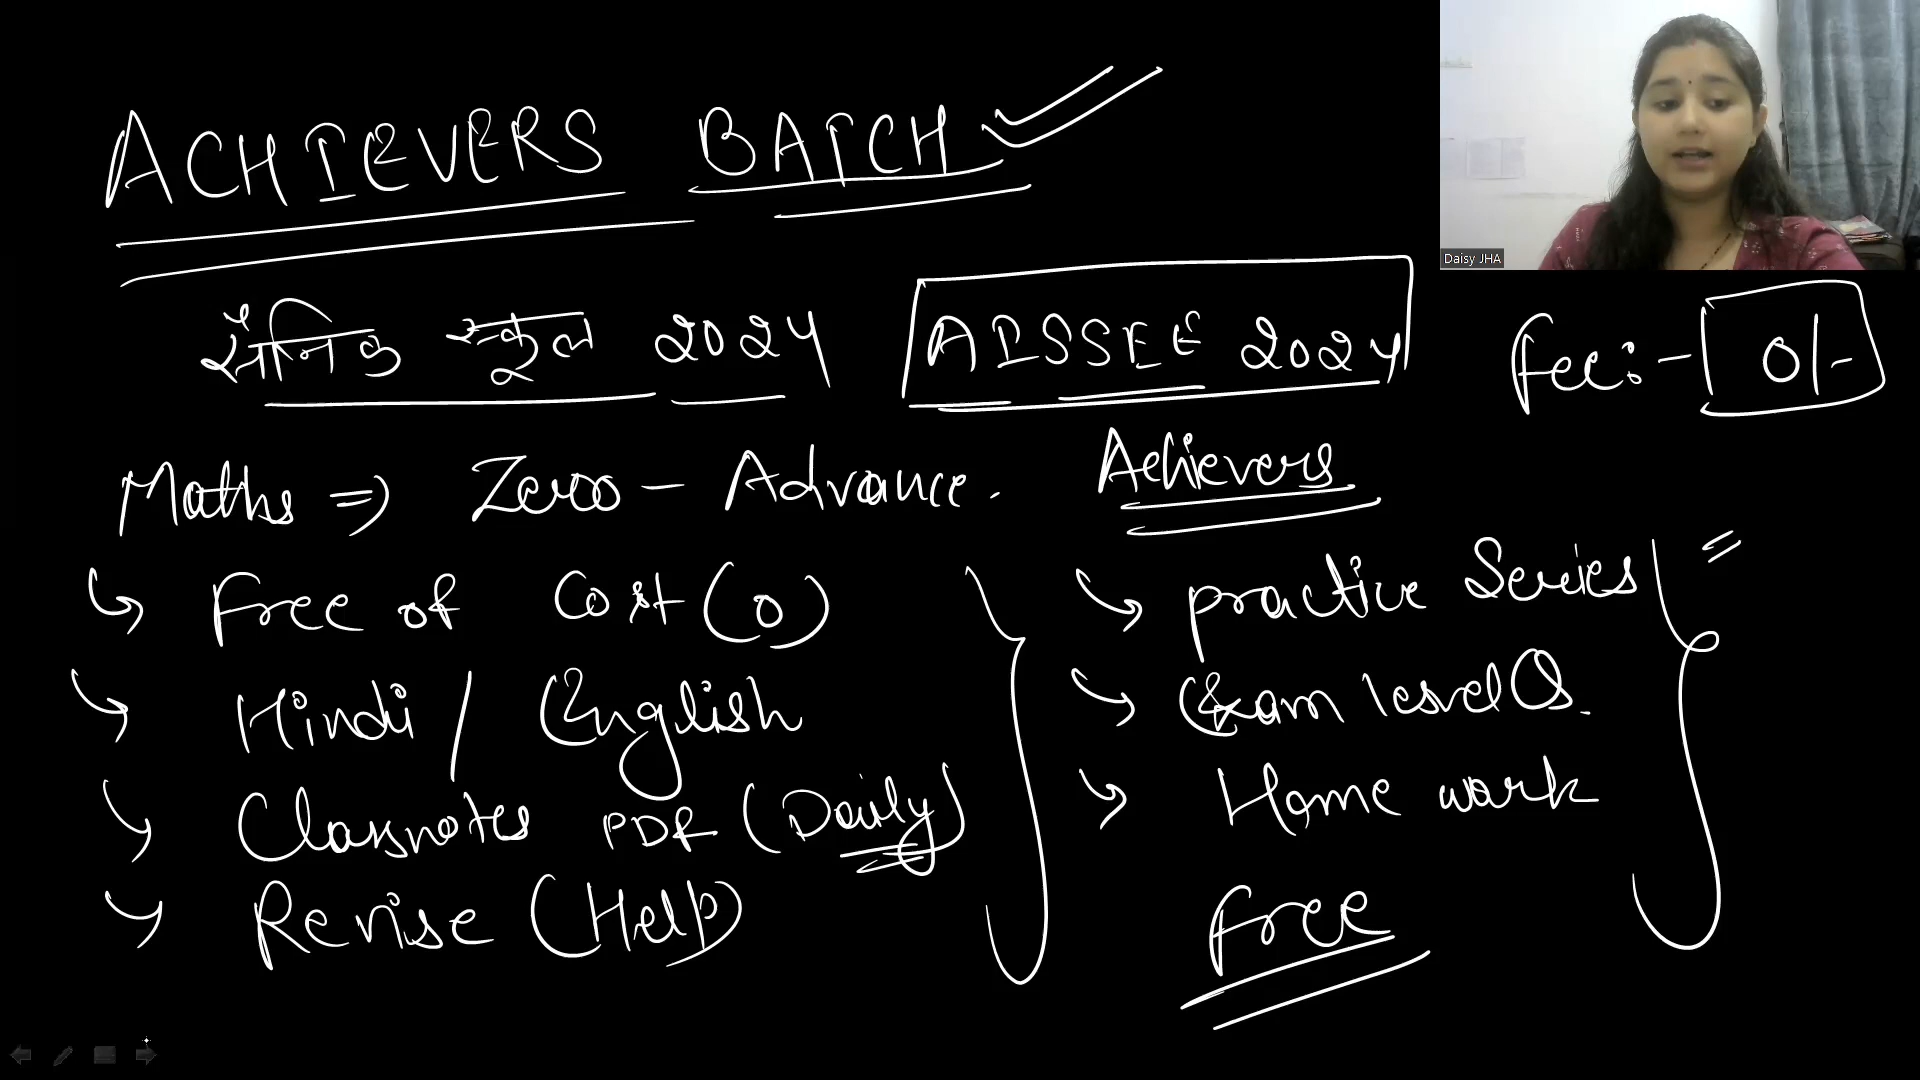 ACHIEVERS BATCH
Daisy JHA
सैनिक स्कूल 2024
AISSEE 2024
fee:- 0/-
Maths ⇒ Zero - Advance.
Achievers
Free of Cost (0)
Hindi / English
Classnotes PDF (Daily)
Revise (Help)
practice Series
Exam level Qs.
Home work
free